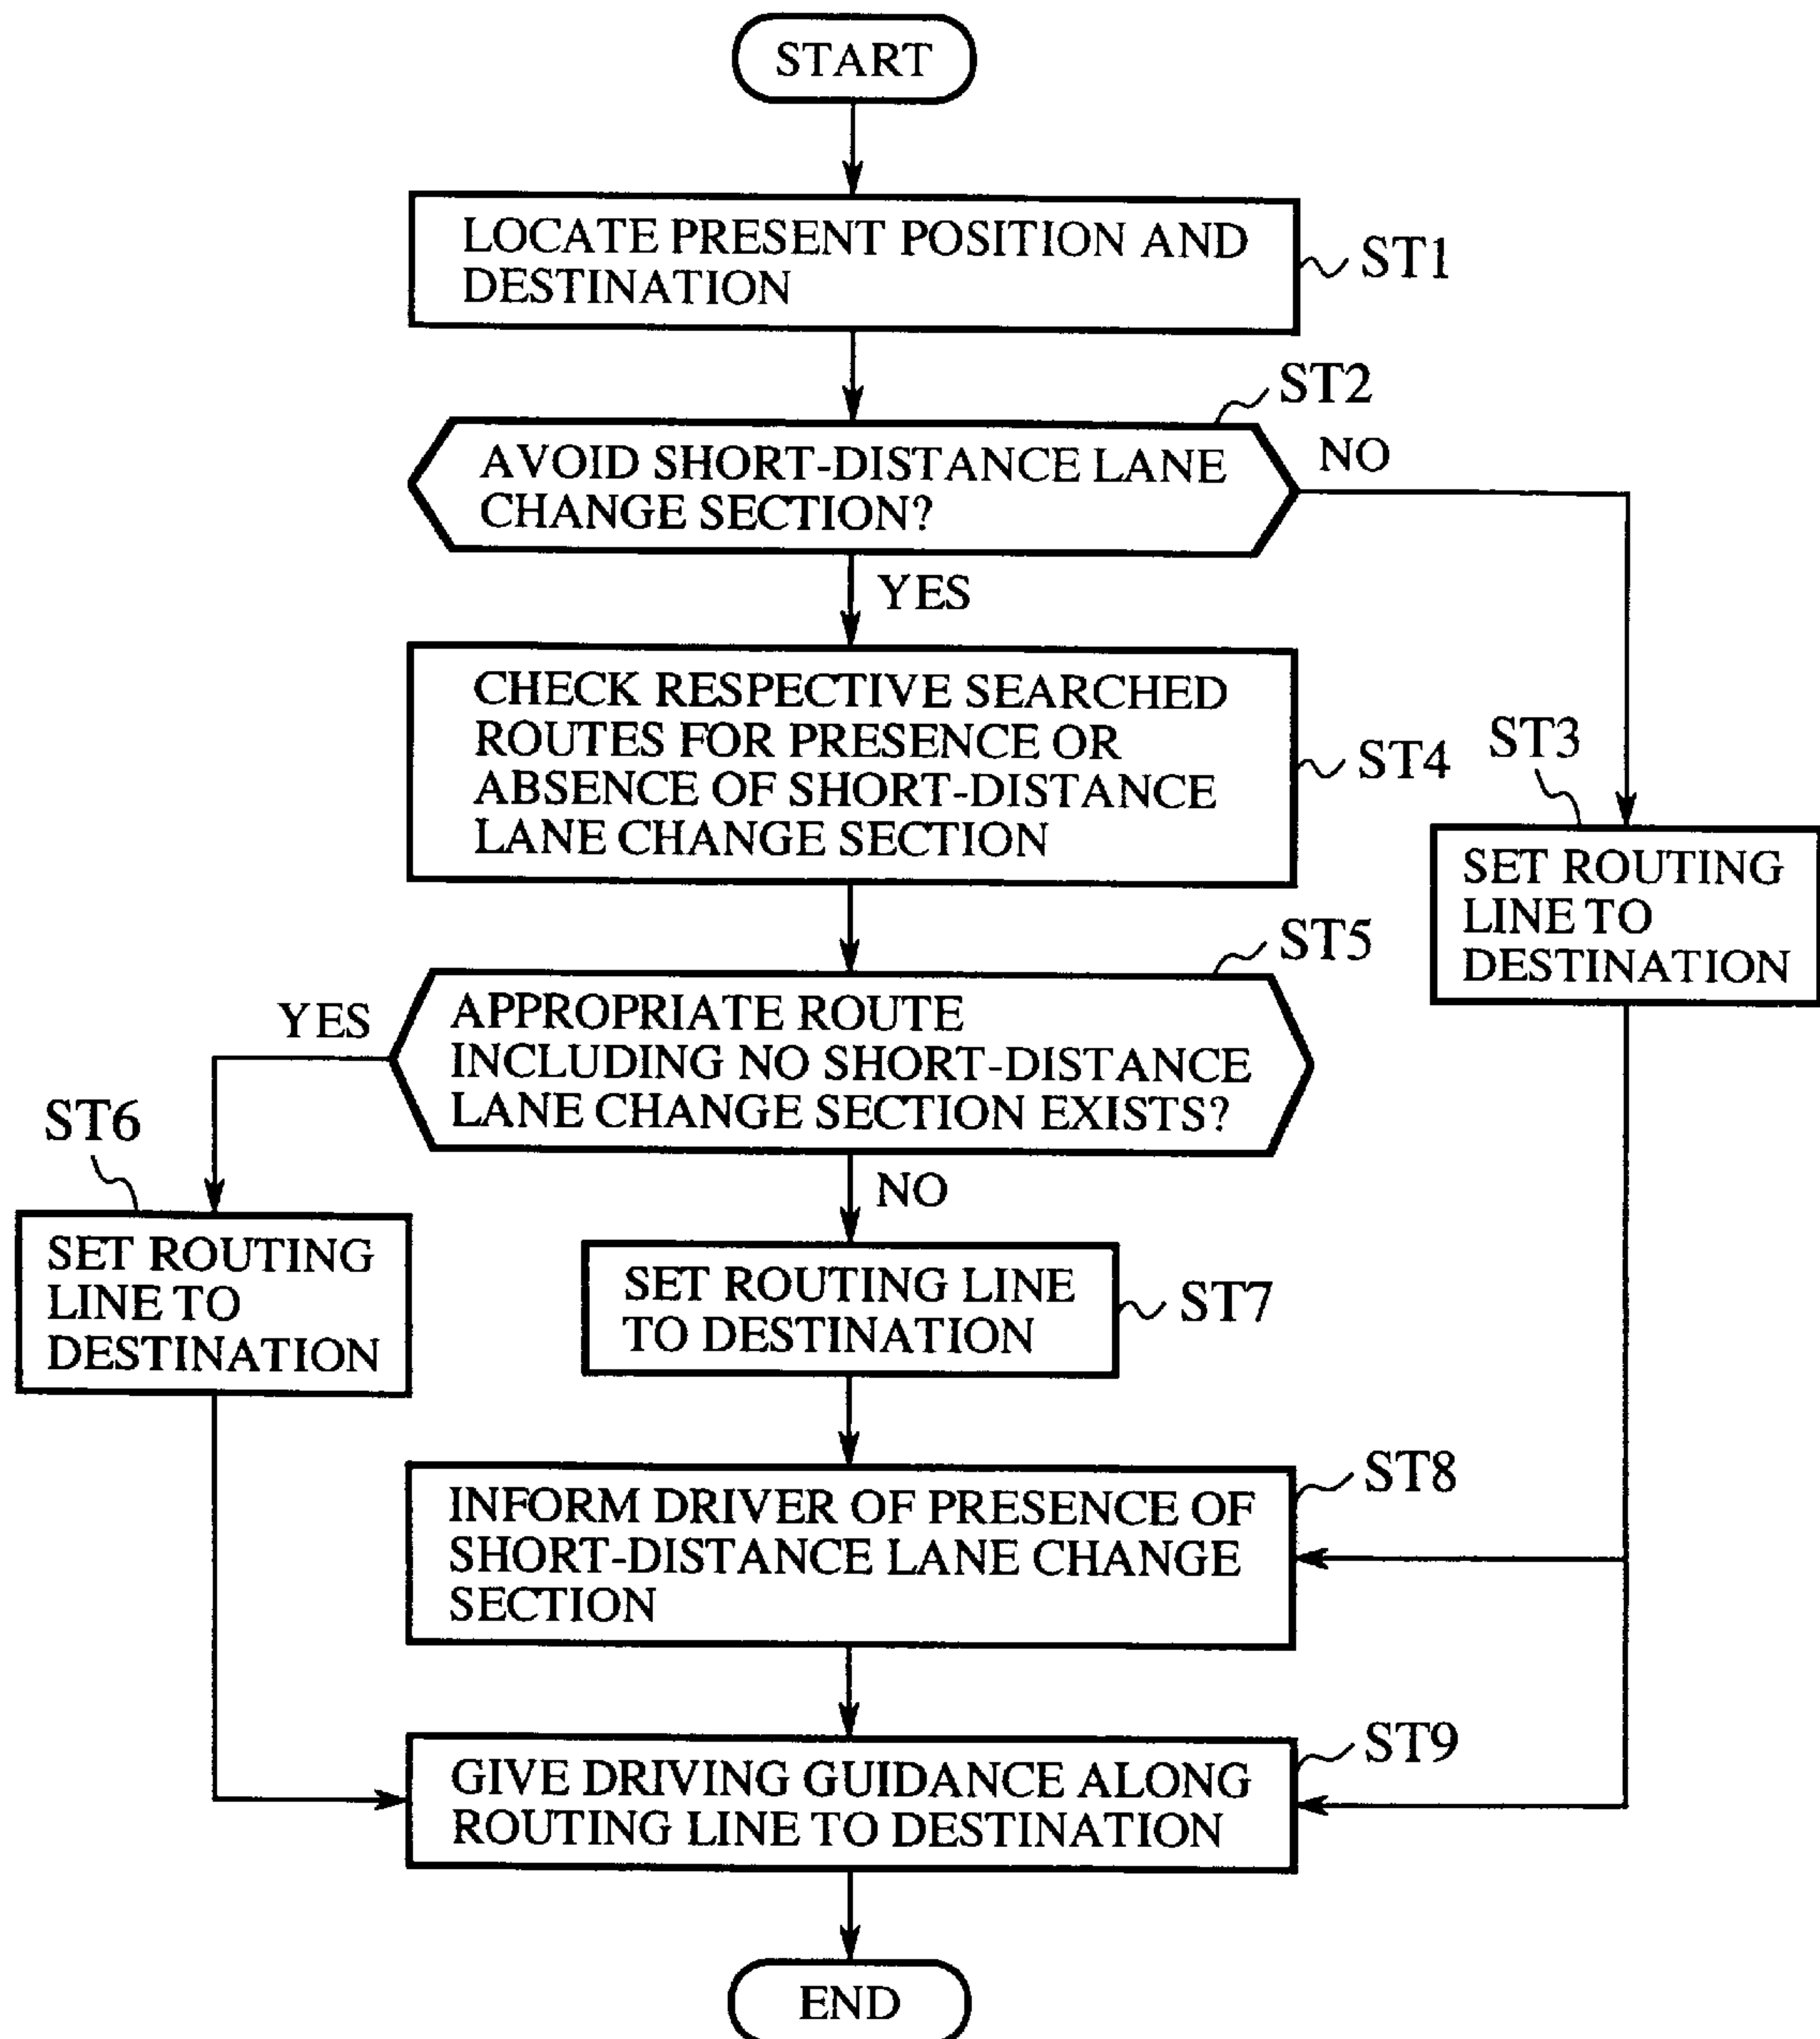 START
LOCATE PRESENT POSITION AND
DESTINATION
ST1
ST2
AVOID SHORT-DISTANCE LANE
CHANGE SECTION?
NO
YES
CHECK RESPECTIVE SEARCHED
ROUTES FOR PRESENCE OR
ABSENCE OF SHORT-DISTANCE
LANE CHANGE SECTION
ST4
ST3
SET ROUTING
LINE TO
DESTINATION
ST5
APPROPRIATE ROUTE
INCLUDING NO SHORT-DISTANCE
LANE CHANGE SECTION EXISTS?
YES
NO
ST6
SET ROUTING
LINE TO
DESTINATION
SET ROUTING LINE
TO DESTINATION
ST7
ST8
INFORM DRIVER OF PRESENCE OF
SHORT-DISTANCE LANE CHANGE
SECTION
ST9
GIVE DRIVING GUIDANCE ALONG
ROUTING LINE TO DESTINATION
END